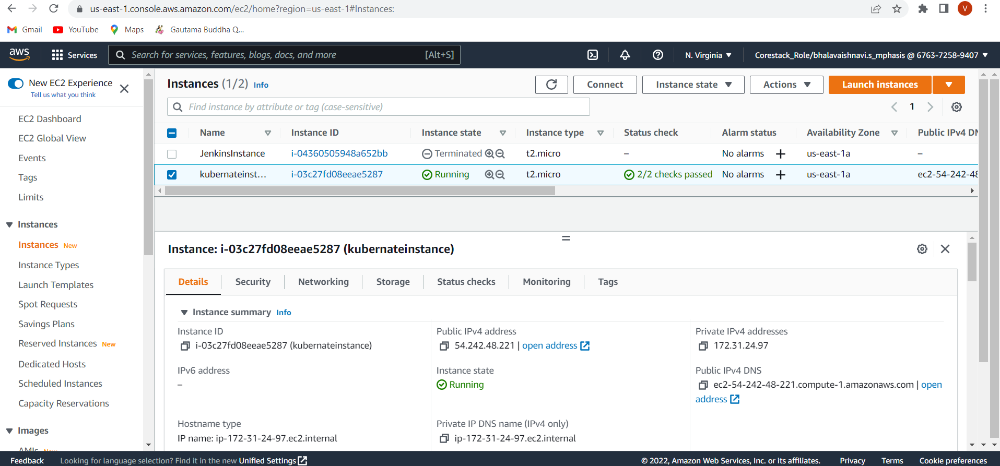 us-east-1.console.aws.amazon.com/ec2/home?region=us-east-1#Instances:
V
Gmail YouTube Maps Gautama Buddha Q...
aws Services Search for services, features, blogs, docs, and more [Alt+S] N. Virginia Corestack_Role/bhalavaishnavi.s_mphasis @ 6763-7258-9407
New EC2 Experience
Tell us what you think
EC2 Dashboard
EC2 Global View
Events
Tags
Limits
Instances
Instances New
Instance Types
Launch Templates
Spot Requests
Savings Plans
Reserved Instances New
Dedicated Hosts
Scheduled Instances
Capacity Reservations
Images
AMIs New
Instances (1/2) Info
Connect Instance state Actions Launch instances
Find instance by attribute or tag (case-sensitive)
1
Name Instance ID Instance state Instance type Status check Alarm status Availability Zone Public IPv4 DN
JenkinsInstance i-04360505948a652bb Terminated t2.micro – No alarms us-east-1a –
kubernateinst... i-03c27fd08eeae5287 Running t2.micro 2/2 checks passed No alarms us-east-1a ec2-54-242-48
Instance: i-03c27fd08eeae5287 (kubernateinstance)
Details Security Networking Storage Status checks Monitoring Tags
Instance summary Info
Instance ID
i-03c27fd08eeae5287 (kubernateinstance)
Public IPv4 address
54.242.48.221 | open address
Private IPv4 addresses
172.31.24.97
IPv6 address
–
Instance state
Running
Public IPv4 DNS
ec2-54-242-48-221.compute-1.amazonaws.com | open
address
Hostname type
IP name: ip-172-31-24-97.ec2.internal
Private IP DNS name (IPv4 only)
ip-172-31-24-97.ec2.internal
Feedback Looking for language selection? Find it in the new Unified Settings © 2022, Amazon Web Services, Inc. or its affiliates. Privacy Terms Cookie preferences